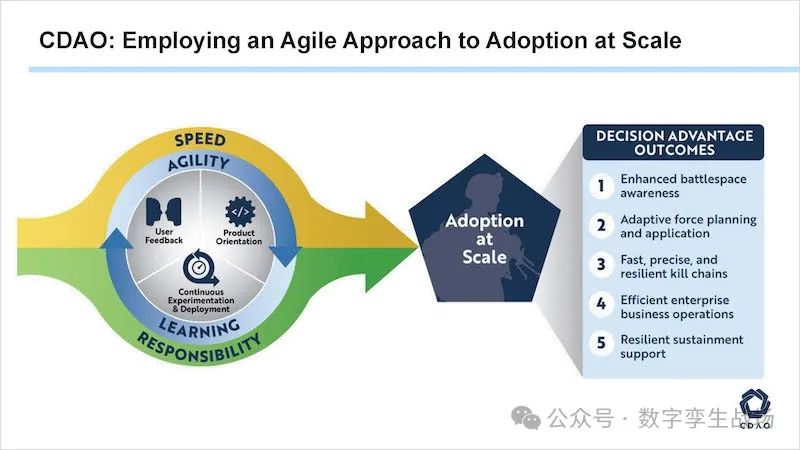 CDAO: Employing an Agile Approach to Adoption at Scale
SPEED
AGILITY
User
Feedback
Product
Orientation
Continuous
Experimentation
& Deployment
LEARNING
RESPONSIBILITY
Adoption
at
Scale
DECISION ADVANTAGE
OUTCOMES
1 Enhanced battlespace
awareness
2 Adaptive force planning
and application
3 Fast, precise, and
resilient kill chains
4 Efficient enterprise
business operations
5 Resilient sustainment
support
CDAO
公众号 · 数字孪生战场